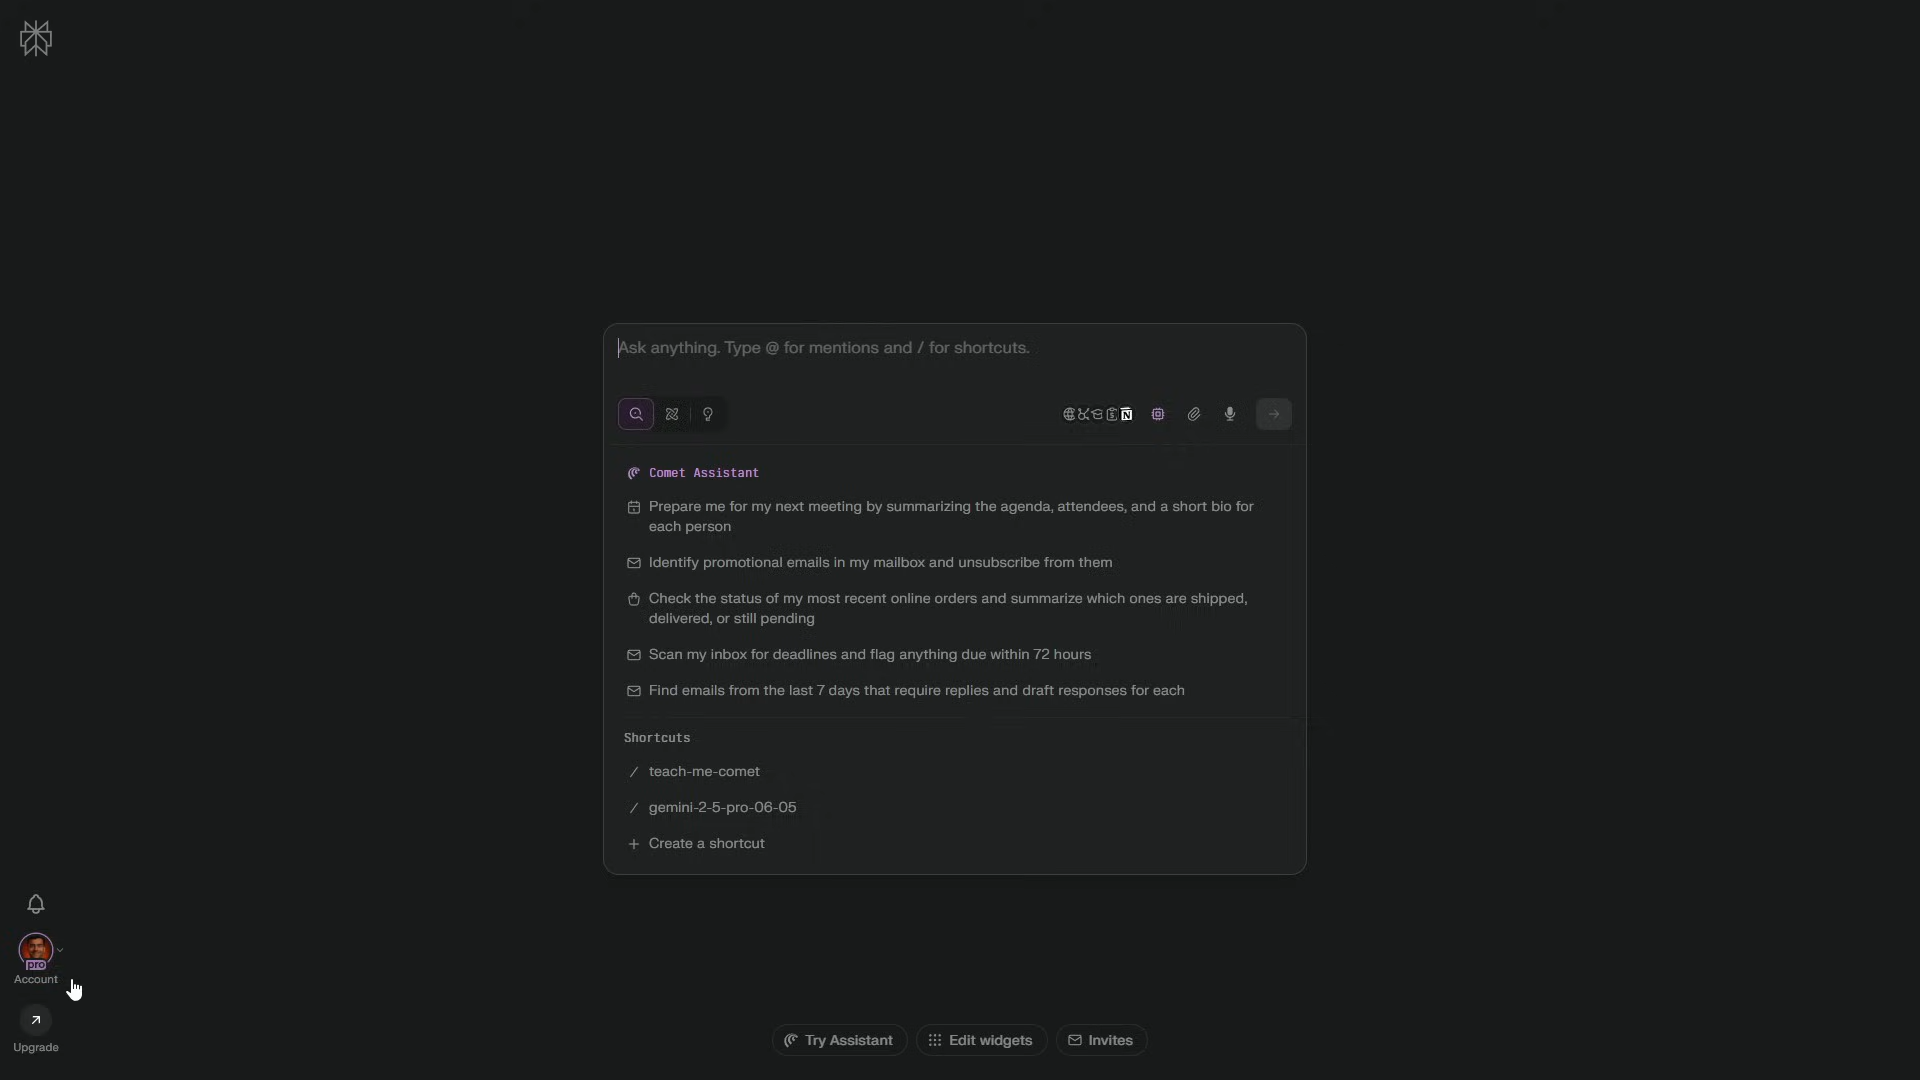 Ask anything. Type @ for mentions and / for shortcuts.
Comet Assistant
Prepare me for my next meeting by summarizing the agenda, attendees, and a short bio for
each person
Identify promotional emails in my mailbox and unsubscribe from them
Check the status of my most recent online orders and summarize which ones are shipped,
delivered, or still pending
Scan my inbox for deadlines and flag anything due within 72 hours
Find emails from the last 7 days that require replies and draft responses for each
Shortcuts
/ teach-me-comet
/ gemini-2-5-pro-06-05
+ Create a shortcut
pro
Account
Upgrade
Try Assistant
Edit widgets
Invites